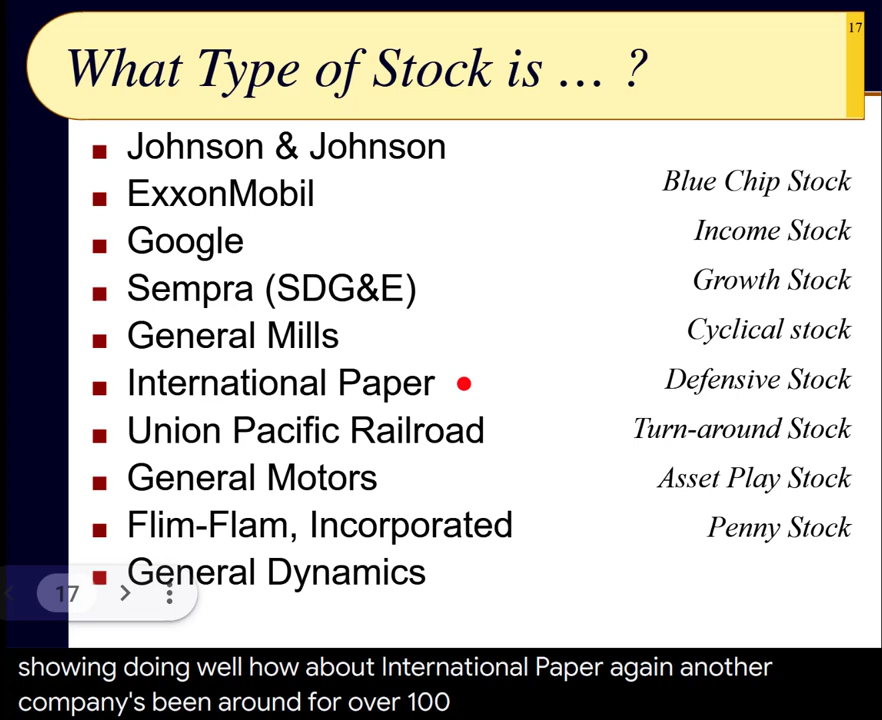 17
What Type of Stock is … ?
Johnson & Johnson
ExxonMobil
Google
Sempra (SDG&E)
General Mills
International Paper
Union Pacific Railroad
General Motors
Flim-Flam, Incorporated
General Dynamics
Blue Chip Stock
Income Stock
Growth Stock
Cyclical stock
Defensive Stock
Turn-around Stock
Asset Play Stock
Penny Stock
17
showing doing well how about International Paper again another
company's been around for over 100